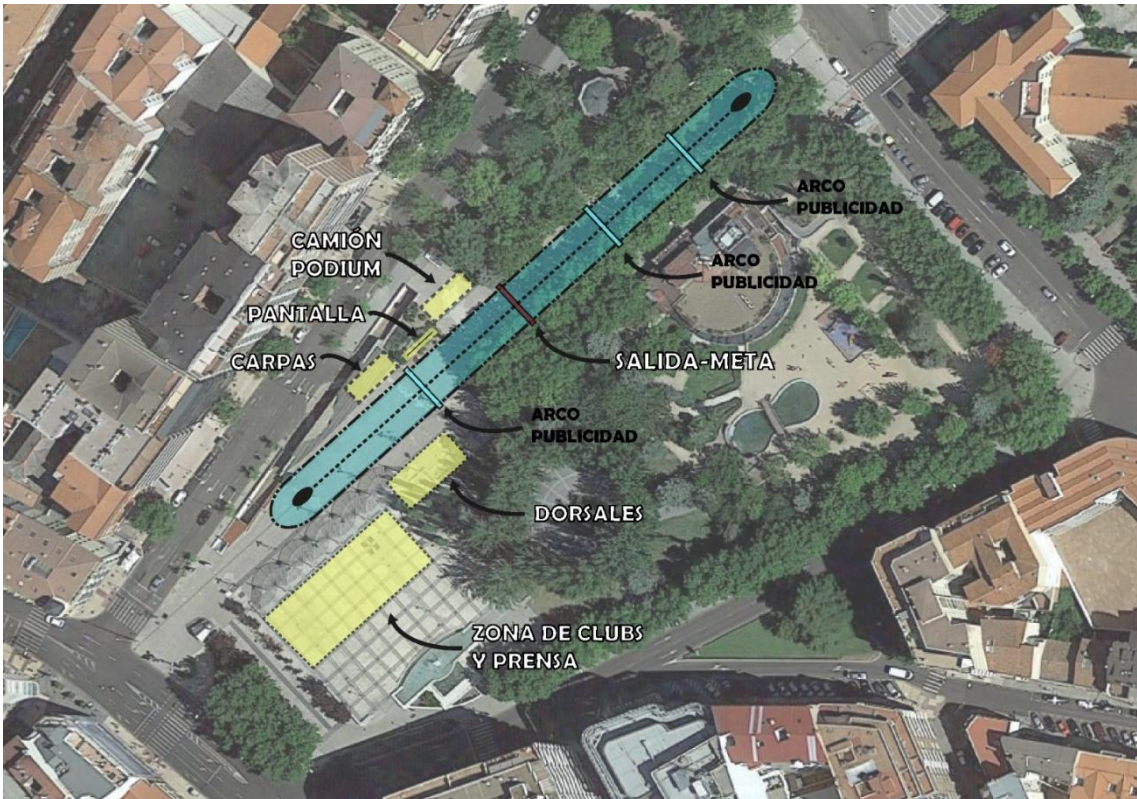 ARCO
PUBLICIDAD
CAMIÓN
PODIUM
ARCO
PUBLICIDAD
PANTALLA
CARPAS
SALIDA-META
ARCO
PUBLICIDAD
DORSALES
ZONA DE CLUBS
Y PRENSA